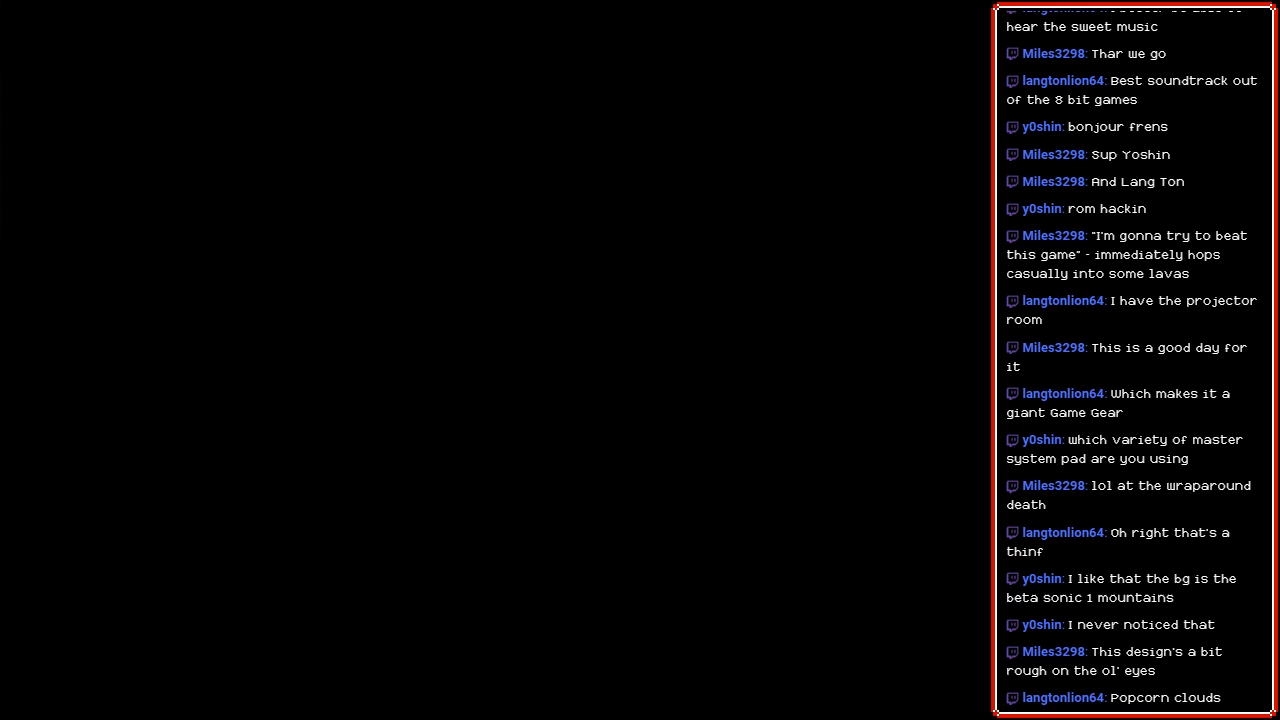 hear the sweet music
Miles3298: Thar we go
langtonlion64: Best soundtrack out
of the 8 bit games
y0shin: bonjour frens
Miles3298: Sup Yoshin
Miles3298: And Lang Ton
y0shin: rom hackin
Miles3298: "I'm gonna try to beat
this game" - immediately hops
casually into some lavas
langtonlion64: I have the projector
room
Miles3298: This is a good day for
it
langtonlion64: Which makes it a
giant Game Gear
y0shin: which variety of master
system pad are you using
Miles3298: lol at the wraparound
death
langtonlion64: Oh right that's a
thinf
y0shin: I like that the bg is the
beta sonic 1 mountains
y0shin: I never noticed that
Miles3298: This design's a bit
rough on the ol' eyes
langtonlion64: Popcorn clouds